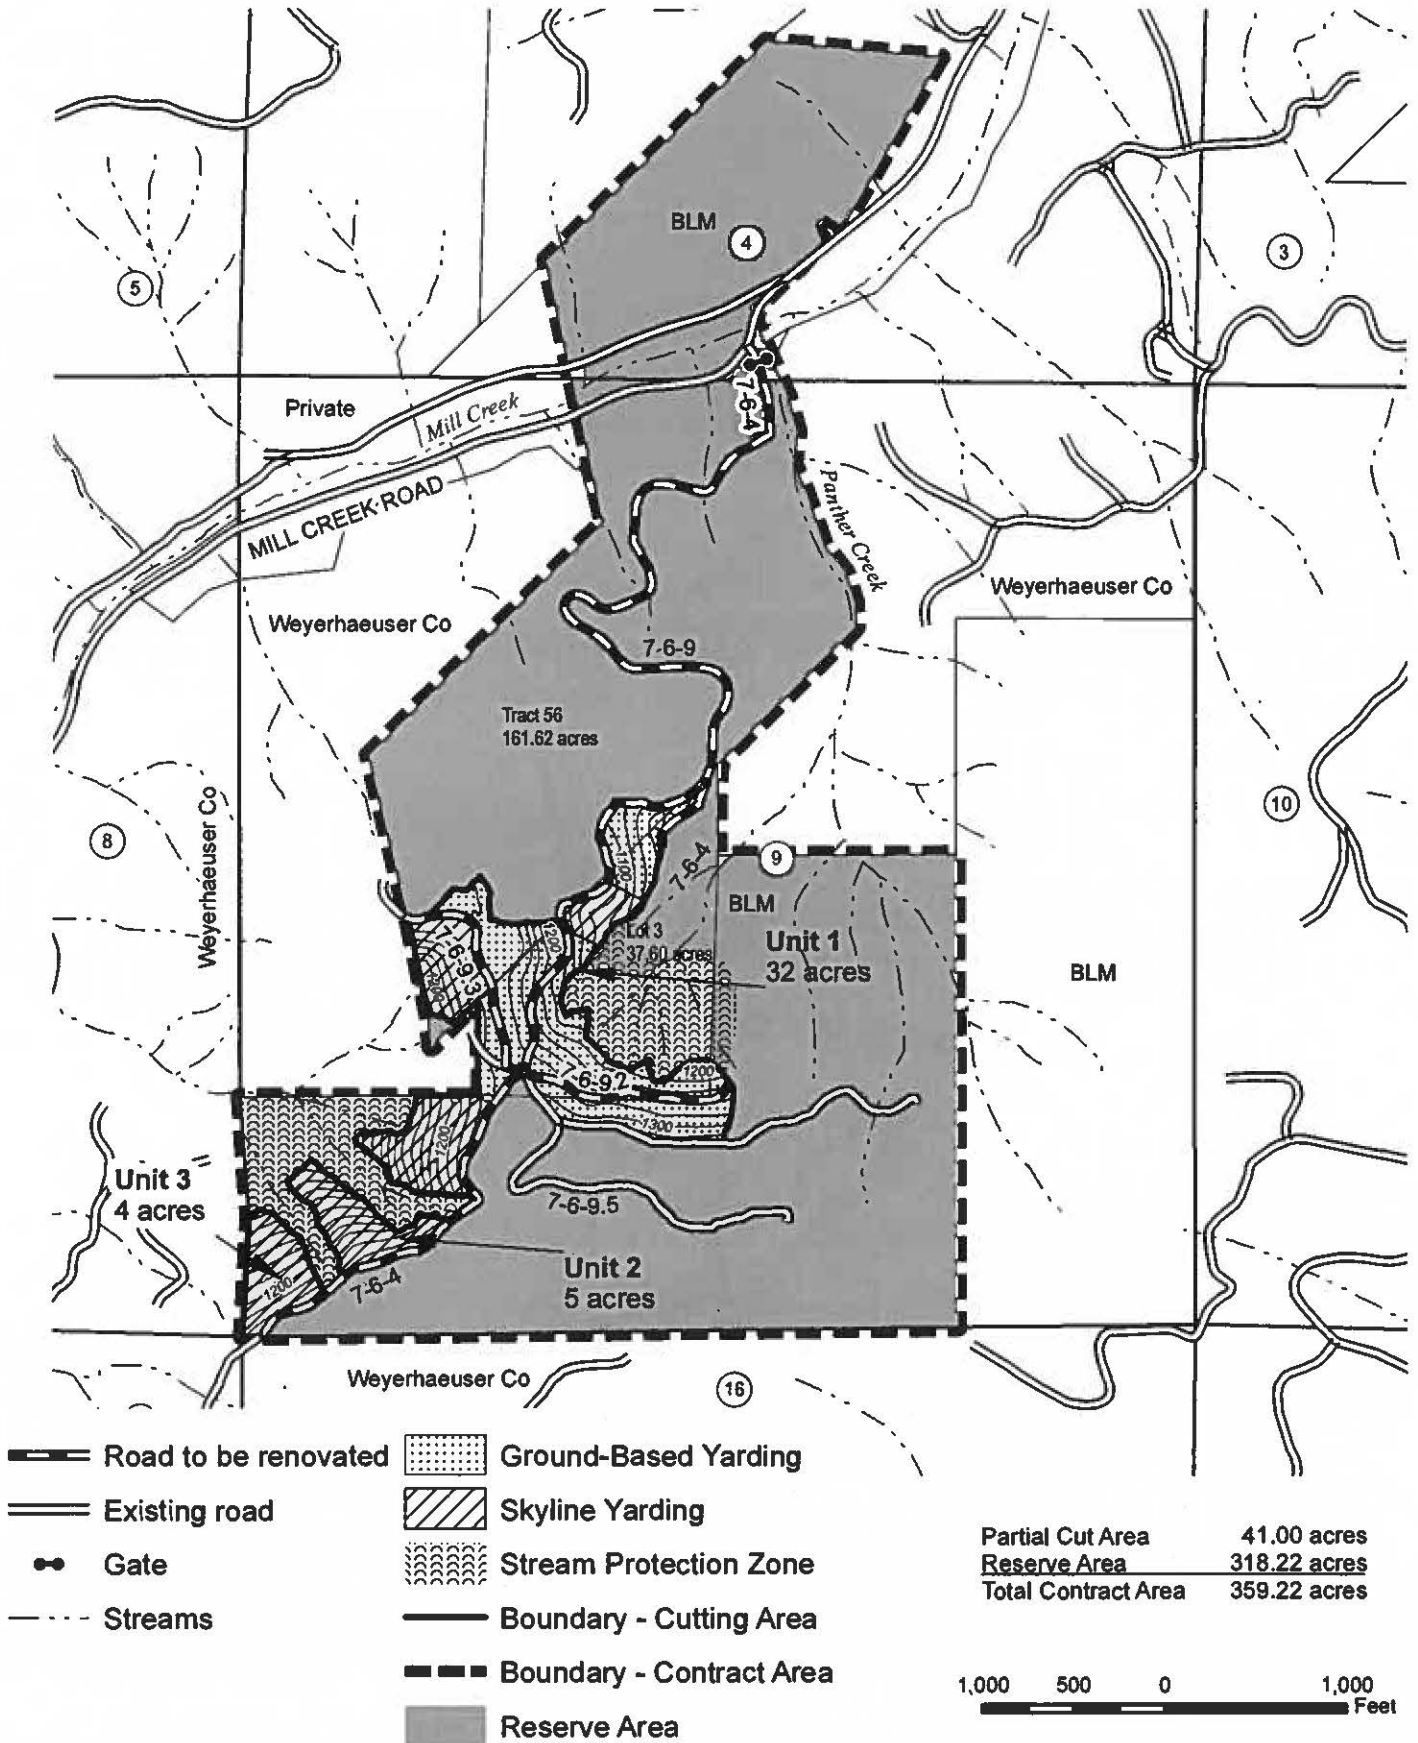 BLM
4
3
5
7-6-4
Private
Mill Creek
MILL CREEK ROAD
Panther Creek
Weyerhaeuser Co
Weyerhaeuser Co
7-6-9
Tract 56
161.62 acres
Weyerhaeuser Co
8
10
1100
7-6-4
9
BLM
Lot 3
37.60 acres
1200
Unit 1
32 acres
BLM
7-6-9.3
7-6-9.2
1200
1300
1200
Unit 3
4 acres
7-6-9.5
Unit 2
5 acres
1200
7-6-4
Weyerhaeuser Co
16
Road to be renovated
Existing road
Gate
Streams
Ground-Based Yarding
Skyline Yarding
Stream Protection Zone
Boundary - Cutting Area
Boundary - Contract Area
Reserve Area
Partial Cut Area 41.00 acres
Reserve Area 318.22 acres
Total Contract Area 359.22 acres
1,000 500 0 1,000
Feet